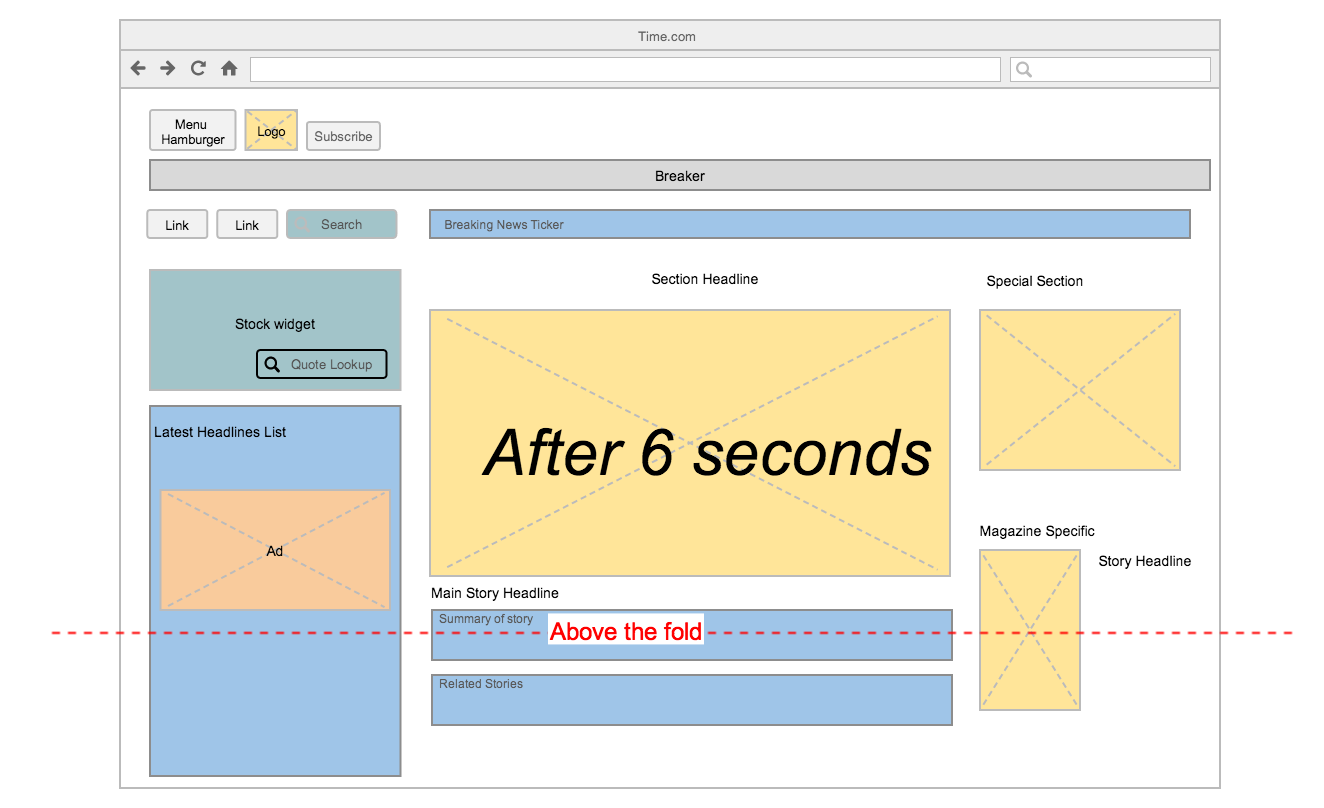 Time.com
Menu
Hamburger
Logo
Subscribe
Breaker
Link
Link
Search
Breaking News Ticker
Section Headline
Special Section
Stock widget
Quote Lookup
Latest Headlines List
After 6 seconds
Ad
Magazine Specific
Story Headline
Main Story Headline
Summary of story
Above the fold
Related Stories